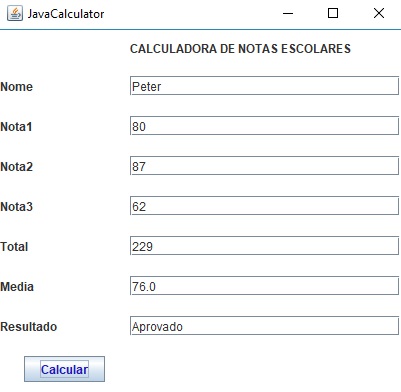 JavaCalculator
CALCULADORA DE NOTAS ESCOLARES
Nome Peter
Nota1 80
Nota2 87
Nota3 62
Total 229
Media 76.0
Resultado Aprovado
Calcular